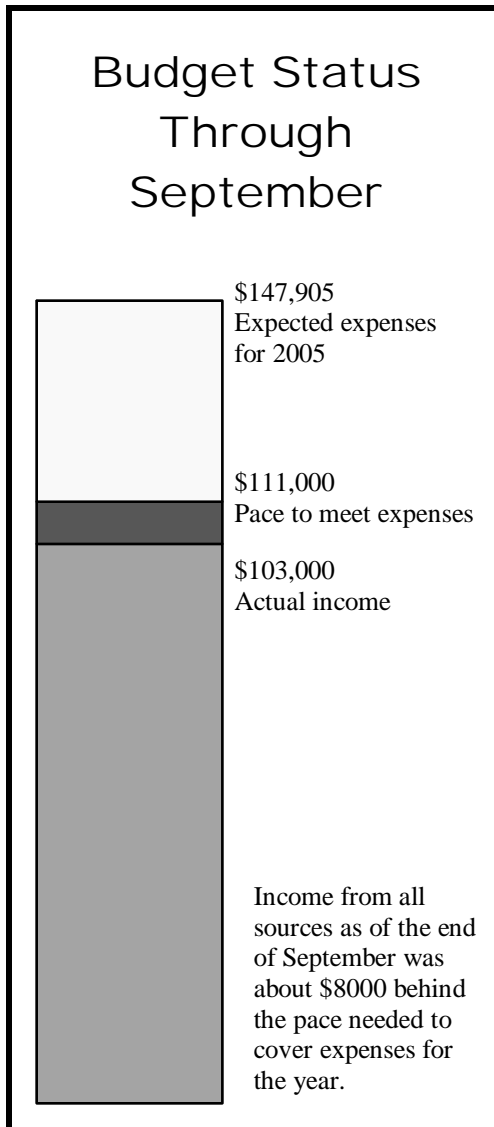 Budget Status
Through
September
$147,905
Expected expenses
for 2005
$111,000
Pace to meet expenses
$103,000
Actual income
Income from all
sources as of the end
of September was
about $8000 behind
the pace needed to
cover expenses for
the year.